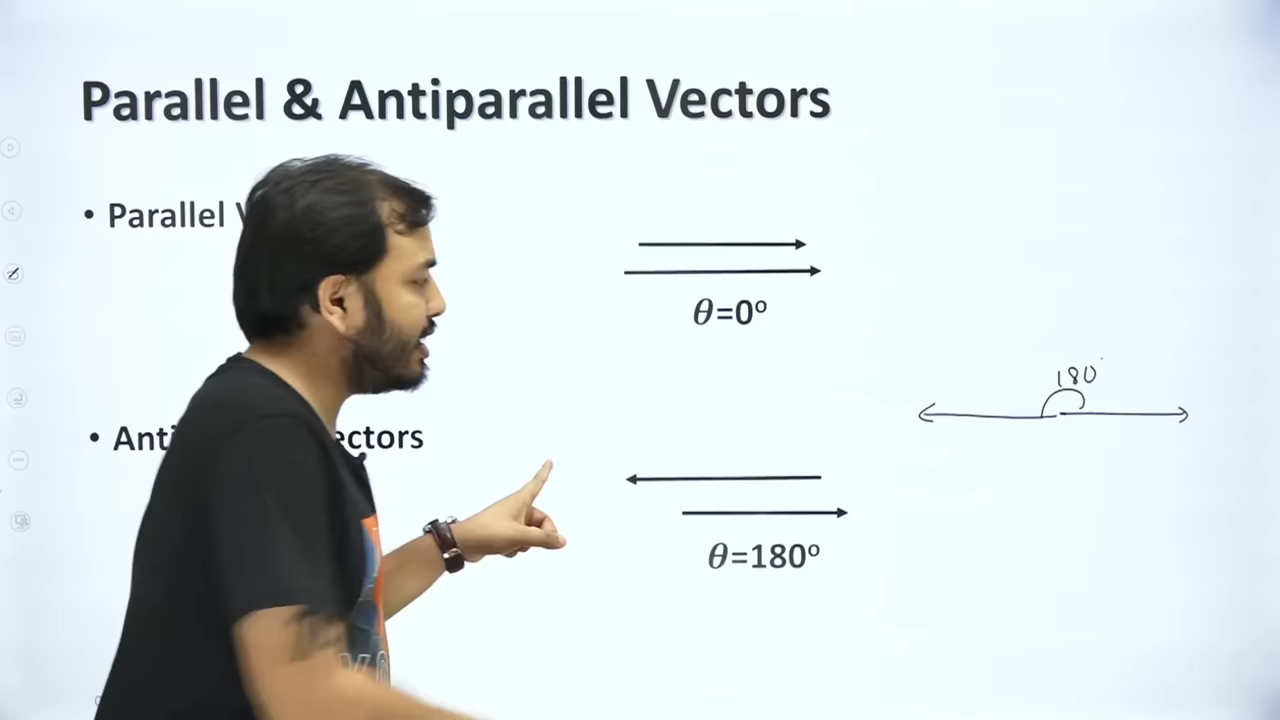 Parallel & Antiparallel Vectors
• Parallel
θ=0°
180°
• Anti ectors
θ=180°